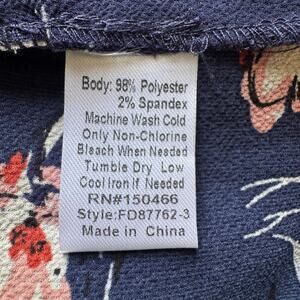 Body: 98% Polyester
2% Spandex
Machine Wash Cold
Only Non-Chlorine
Bleach When Needed
Tumble Dry Low
Cool Iron if Needed
RN#150466
Style:FD87762-3
Made in China